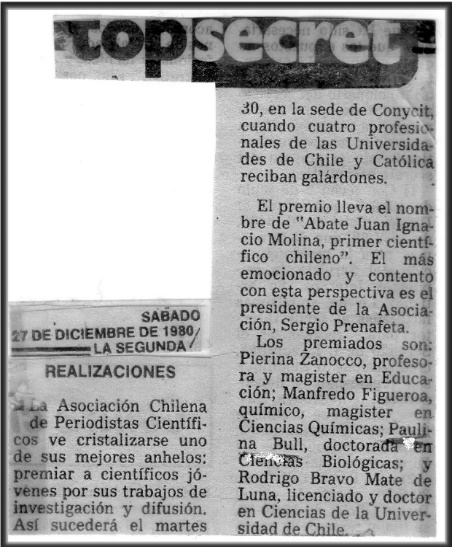 topsecret
SABADO
27 DE DICIEMBRE DE 1980
LA SEGUNDA
REALIZACIONES
La Asociación Chilena
de Periodistas Científi-
cos ve cristalizarse uno
de sus mejores anhelos:
premiar a científicos jó-
venes por sus trabajos de
investigación y difusión.
Así sucederá el martes
30, en la sede de Conycit,
cuando cuatro profesio-
nales de las Universida-
des de Chile y Católica
reciban galardones.
El premio lleva el nom-
bre de "Abate Juan Igna-
cio Molina, primer cientí-
fico chileno". El más
emocionado y contento
con esta perspectiva es el
presidente de la Asocia-
ción, Sergio Prenafeta.
Los premiados son:
Pierina Zanocco, profeso-
ra y magister en Educa-
ción; Manfredo Figueroa,
químico, magister en
Ciencias Químicas; Pauli-
na Bull, doctorada en
Ciencias Biológicas; y
Rodrigo Bravo Mate de
Luna, licenciado y doctor
en Ciencias de la Univer-
sidad de Chile.